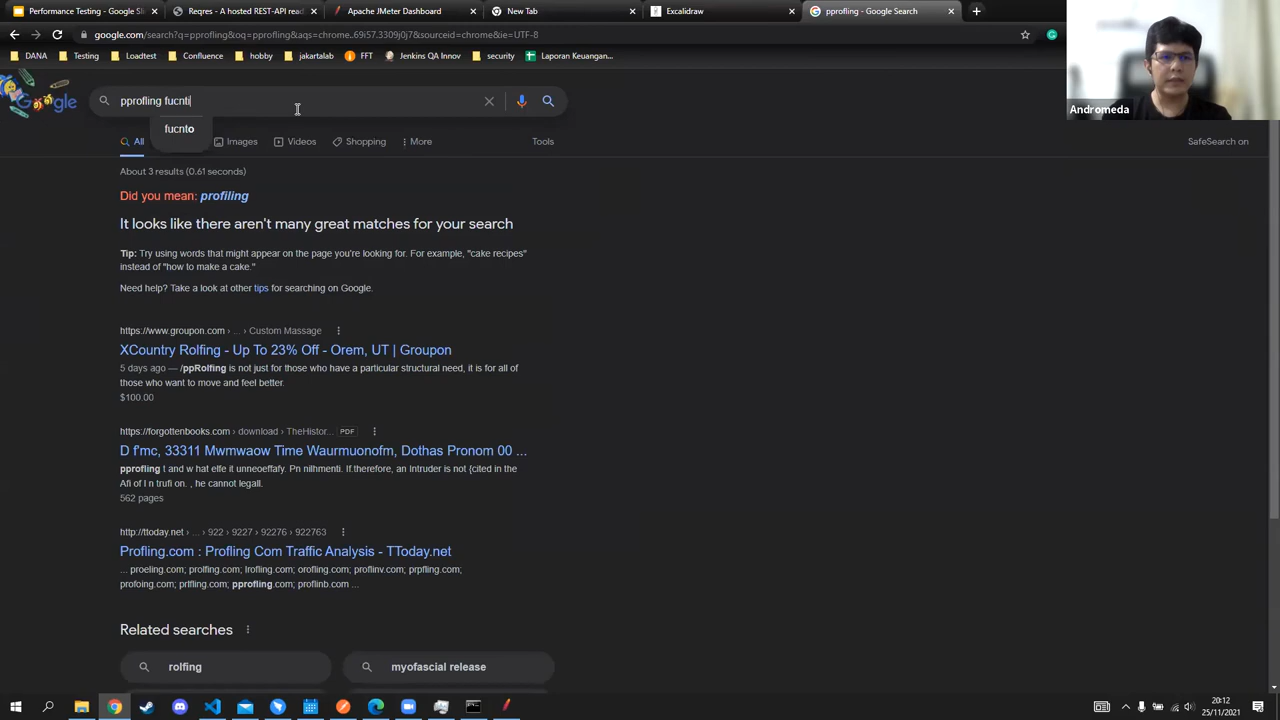 Performance Testing - Google Sl
Reqres - A hosted REST-API read
Apache JMeter Dashboard
New Tab
Excalidraw
pprofling - Google Search
google.com/search?q=pprofling&oq=pprofling&aqs=chrome..69i57.3309j0j7&sourceid=chrome&ie=UTF-8
DANA
Testing
Loadtest
Confluence
hobby
jakartalab
FFT
Jenkins QA Innov
security
Laporan Keuangan...
Google
pprofling fucnti
fucnto
Andromeda
All
Images
Videos
Shopping
More
Tools
SafeSearch on
About 3 results (0.61 seconds)
Did you mean: profiling
It looks like there aren't many great matches for your search
Tip: Try using words that might appear on the page you're looking for. For example, "cake recipes"
instead of "how to make a cake."
Need help? Take a look at other tips for searching on Google.
https://www.groupon.com › ... › Custom Massage
XCountry Rolfing - Up To 23% Off - Orem, UT | Groupon
5 days ago — /ppRolfing is not just for those who have a particular structural need, it is for all of
those who want to move and feel better.
$100.00
https://forgottenbooks.com › download › TheHistor... PDF
D f'mc, 33311 Mwmwaow Time Waurmuonofm, Dothas Pronom 00 ...
pprofling t and w hat elfe it unneoeffafy. Pn nilhmenti. If.therefore, an Intruder is not {cited in the
Afi of I n trufi on. , he cannot legall.
562 pages
http://ttoday.net › ... › 922 › 9227 › 92276 › 922763
Profling.com : Profling Com Traffic Analysis - TToday.net
... proeling.com; prolfing.com; lrofling.com; orofling.com; proflinv.com; prpfling.com;
profoing.com; prlfling.com; pprofling.com; proflinb.com ...
Related searches
rolfing
myofascial release
20:12
25/11/2021